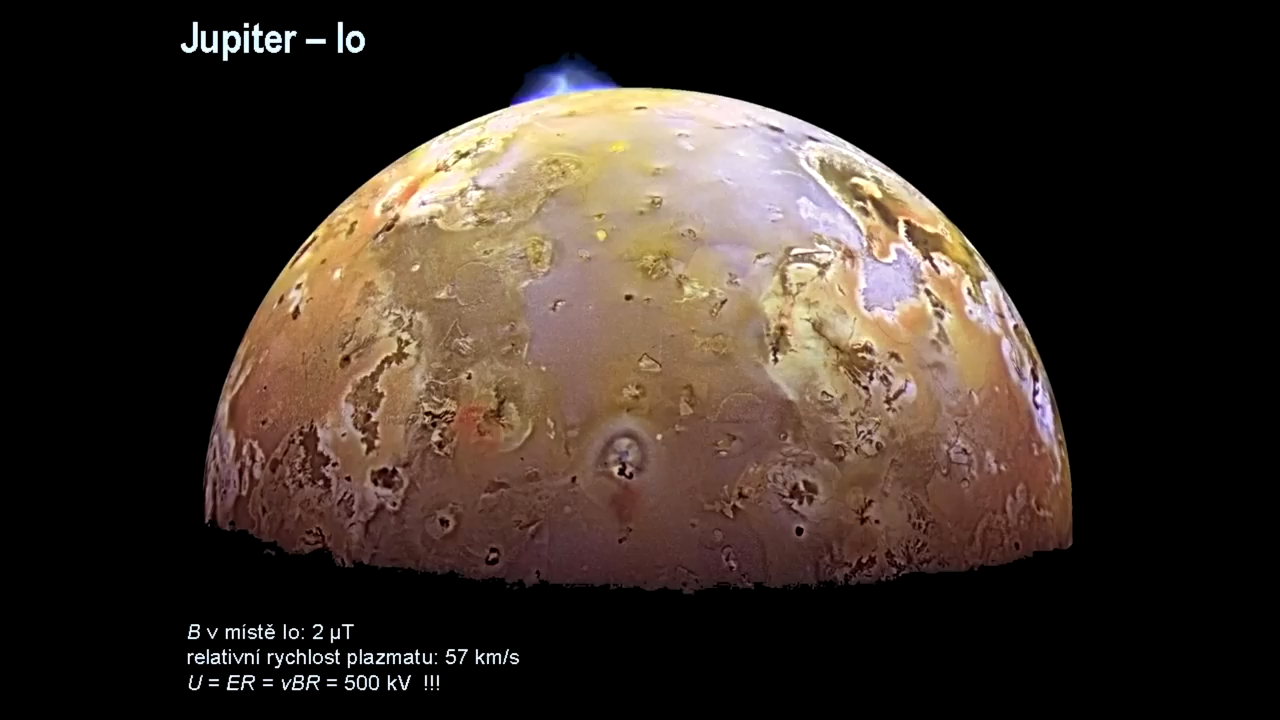 Jupiter – Io
B v místě Io: 2 µT
relativní rychlost plazmatu: 57 km/s
U = ER = vBR = 500 kV !!!